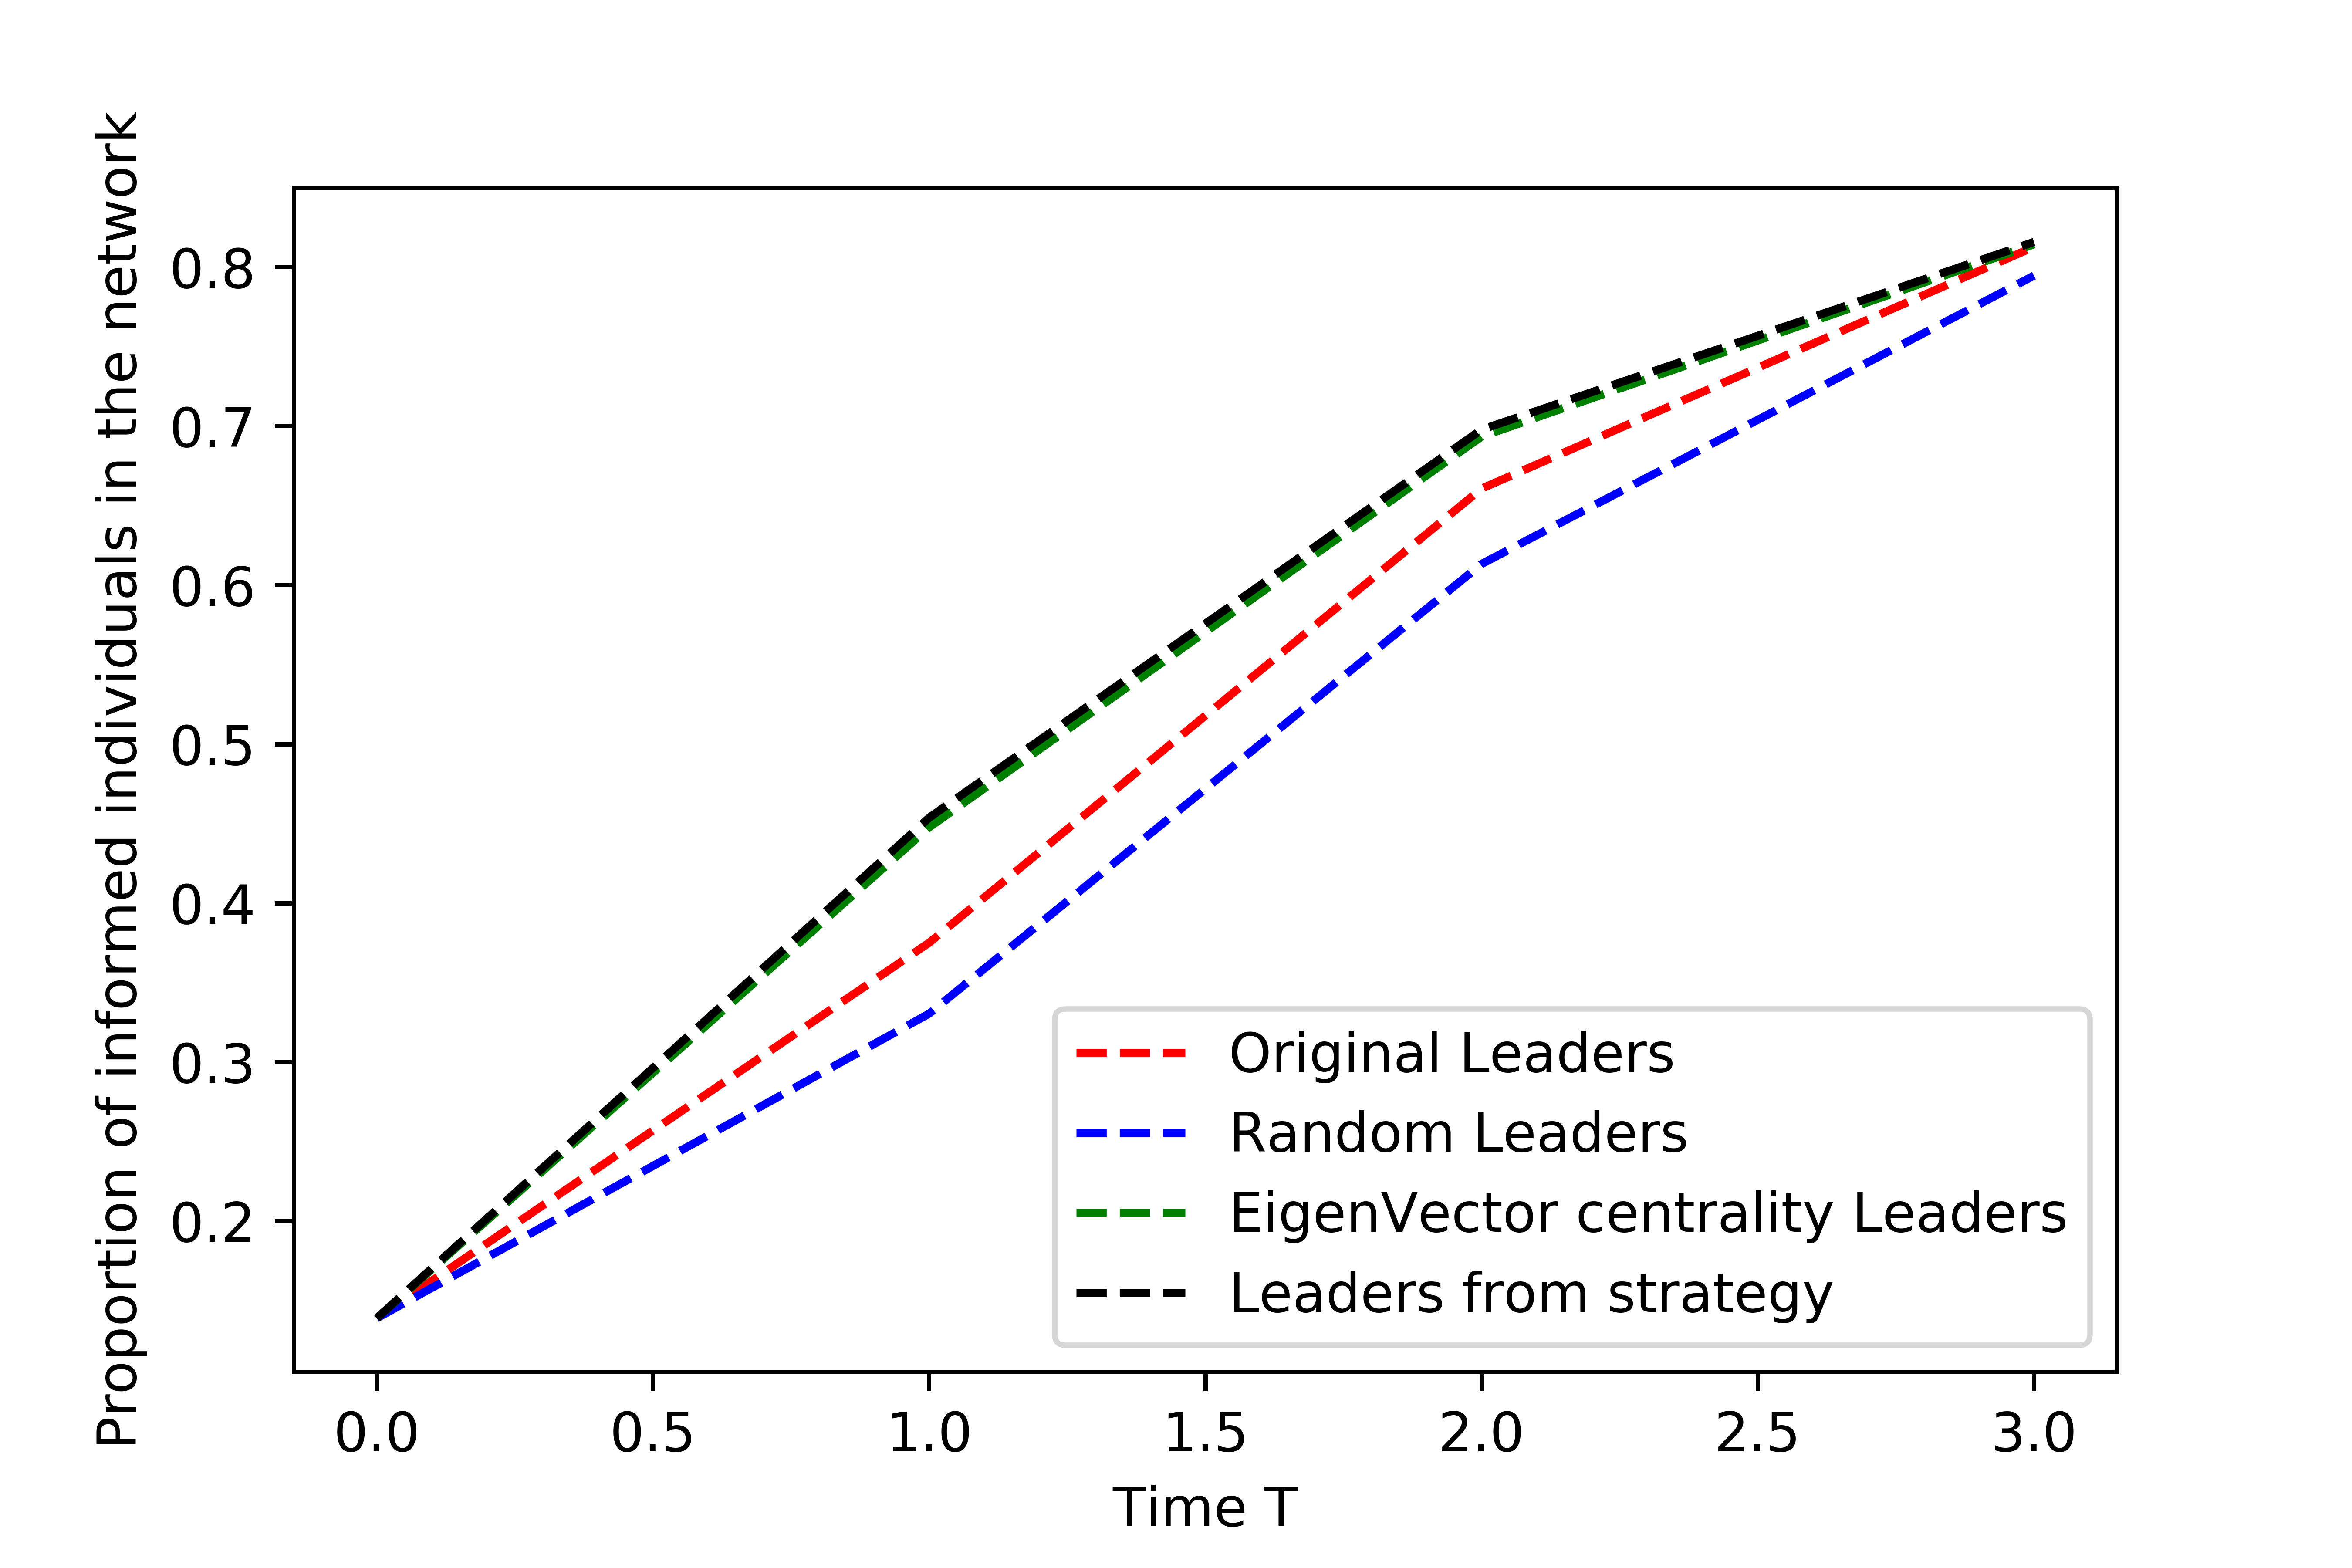 Proportion of informed individuals in the network
0.8
0.7
0.6
0.5
0.4
0.3
0.2
Original Leaders
Random Leaders
EigenVector centrality Leaders
Leaders from strategy
0.0 0.5 1.0 1.5 2.0 2.5 3.0
Time T